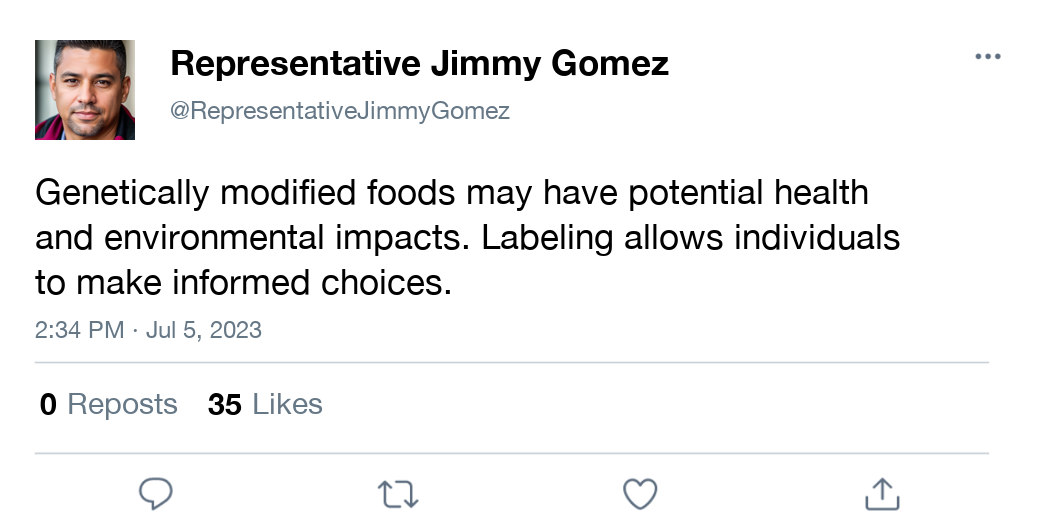 Representative Jimmy Gomez
@RepresentativeJimmyGomez
Genetically modified foods may have potential health
and environmental impacts. Labeling allows individuals
to make informed choices.
2:34 PM · Jul 5, 2023
0 Reposts 35 Likes